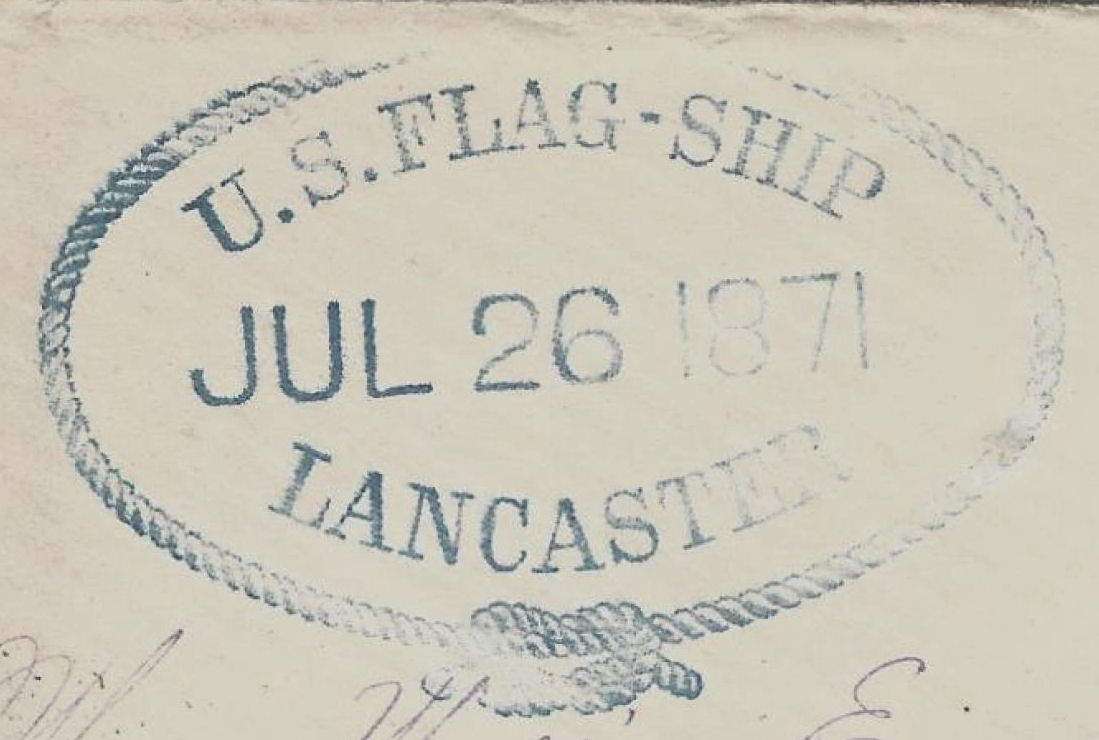 U.S. FLAG-SHIP
JUL 26 1871
LANCASTER